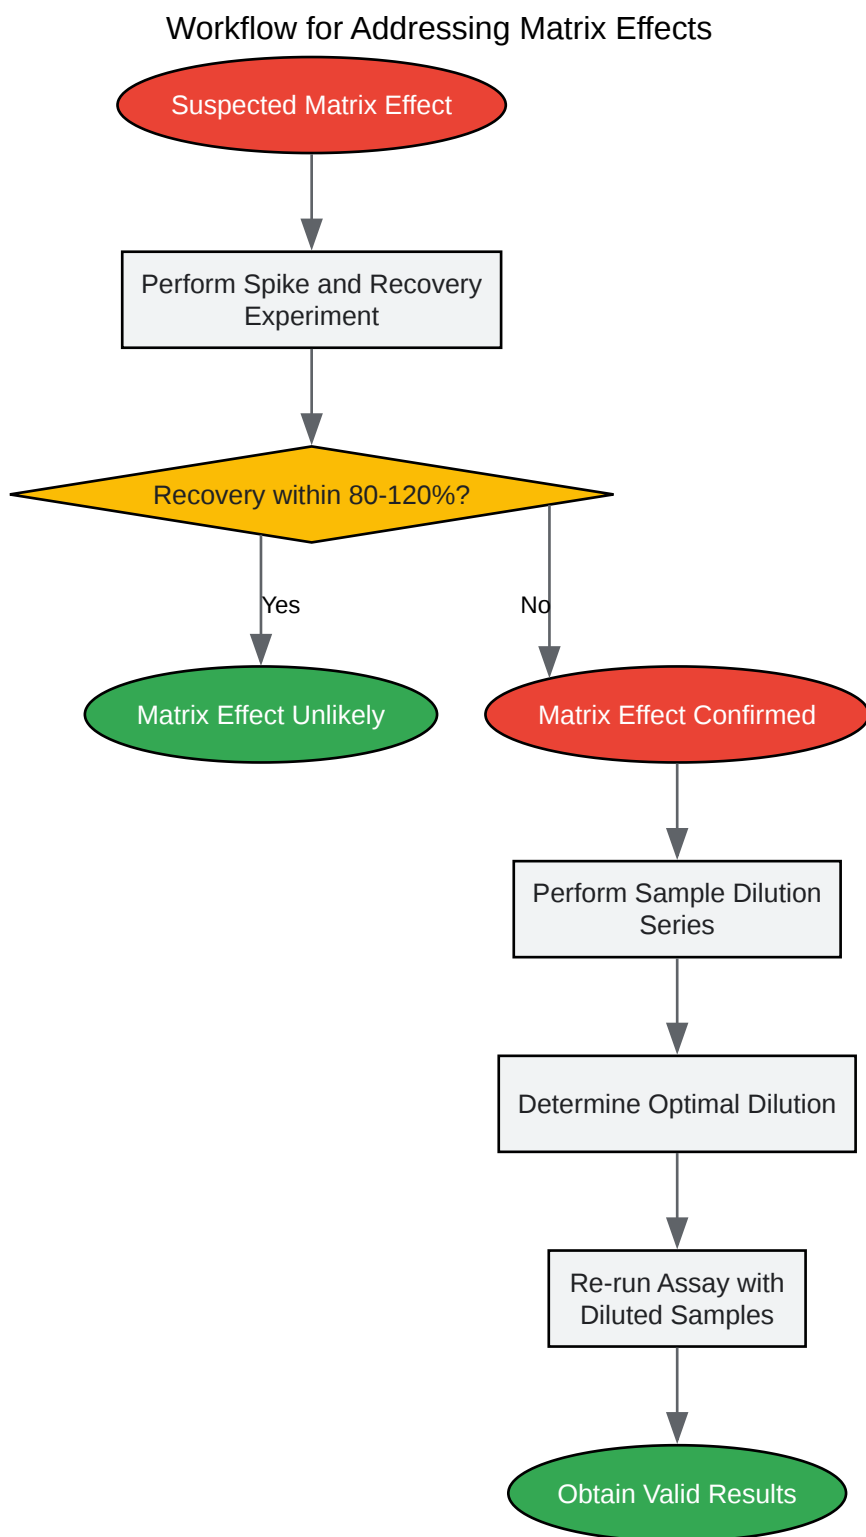 Workflow for Addressing Matrix Effects
Suspected Matrix Effect
Perform Spike and Recovery
Experiment
Recovery within 80-120%?
Yes
No
Matrix Effect Unlikely
Matrix Effect Confirmed
Perform Sample Dilution
Series
Determine Optimal Dilution
Re-run Assay with
Diluted Samples
Obtain Valid Results